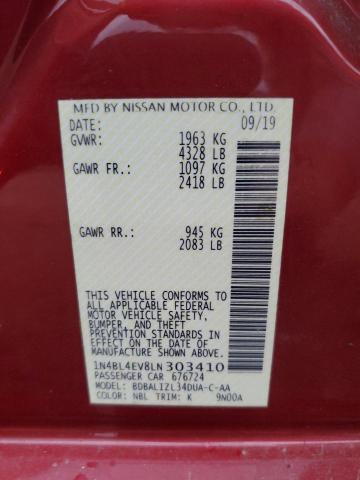 MFD BY NISSAN MOTOR CO., LTD.
DATE: 09/19
GVWR: 1963 KG
4328 LB
GAWR FR.: 1097 KG
2418 LB
GAWR RR.: 945 KG
2083 LB
THIS VEHICLE CONFORMS TO
ALL APPLICABLE FEDERAL
MOTOR VEHICLE SAFETY,
BUMPER, AND THEFT
PREVENTION STANDARDS IN
EFFECT ON THE DATE OF
MANUFACTURE SHOWN ABOVE.
1N4BL4EV8LN303410
PASSENGER CAR 676724
MODEL: BDBALIZL34DUA-C-AA
COLOR: NBL TRIM: K 9N00A